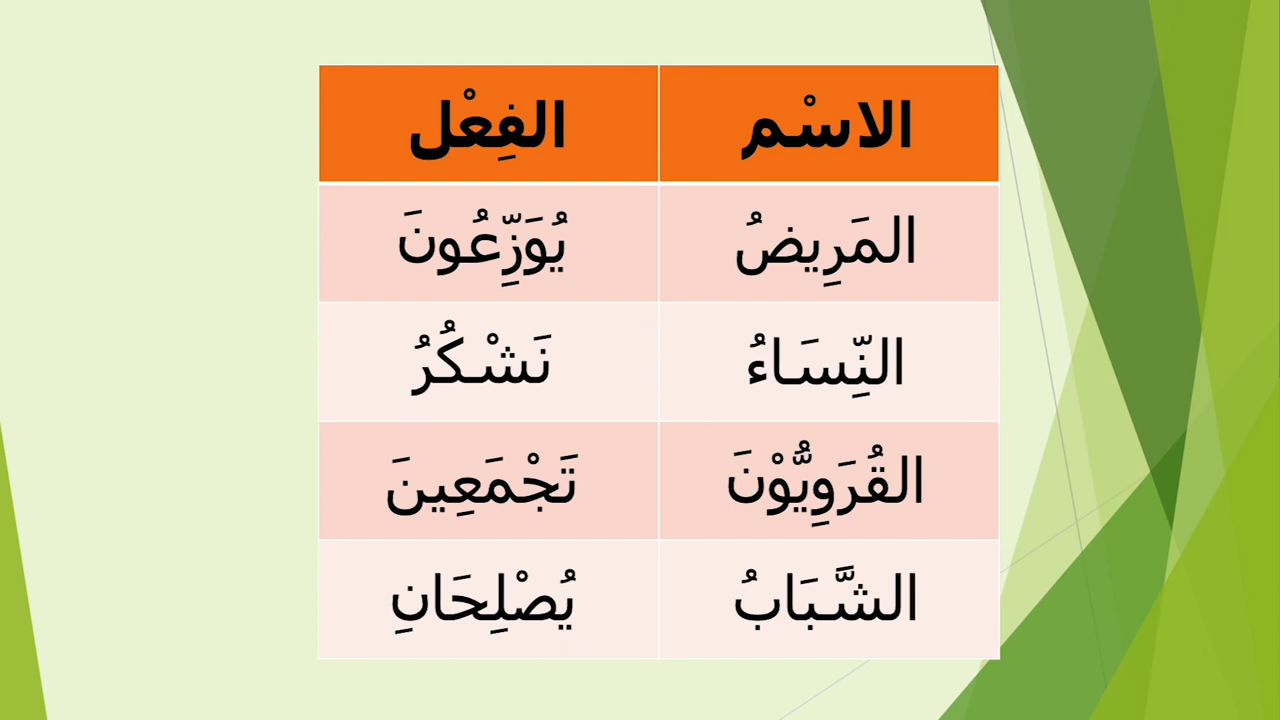 الاسْم الفِعْل
المَرِيضُ يُوَزِّعُونَ
النِّسَاءُ نَشْكُرُ
القُرَوِيُّوْنَ تَجْمَعِينَ
الشَّبَابُ يُصْلِحَانِ